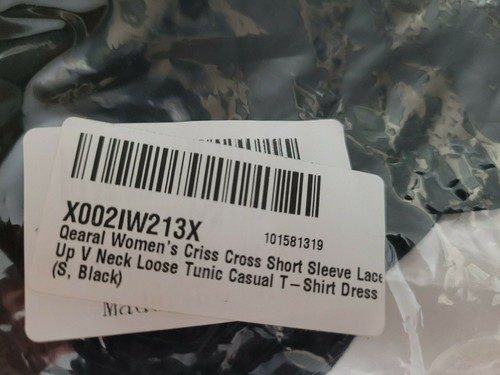 X002IW213X
101581319
Qearal Women's Criss Cross Short Sleeve Lace
Up V Neck Loose Tunic Casual T-Shirt Dress
(S, Black)